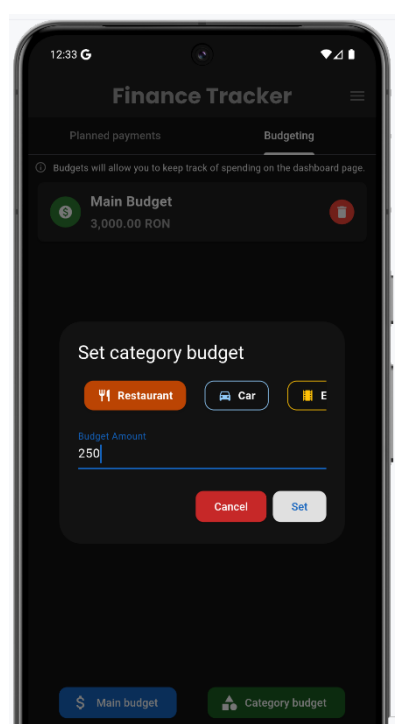 12:33 G
Finance Tracker
Planned payments
Budgeting
Budgets will allow you to keep track of spending on the dashboard page.
Main Budget
3,000.00 RON
Set category budget
Restaurant
Car
E
Budget Amount
250
Cancel
Set
Main budget
Category budget